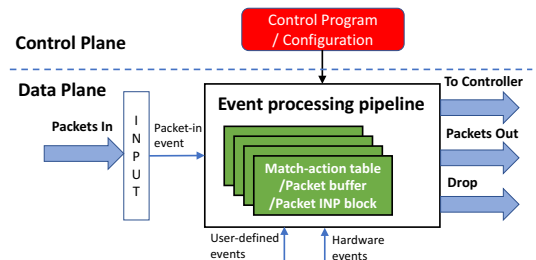 Control Program
/ Configuration
Control Plane
Data Plane
To Controller
Event processing pipeline
Packets In
I
N
P
U
T
Packet-in
event
Packets Out
Match-action table
/Packet buffer
/Packet INP block
Drop
User-defined
events
Hardware
events